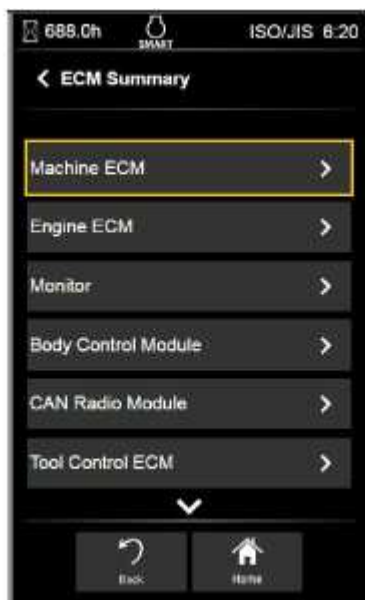 688.0h SMART ISO/JIS 6:20
ECM Summary
Machine ECM
Engine ECM
Monitor
Body Control Module
CAN Radio Module
Tool Control ECM
Back Home